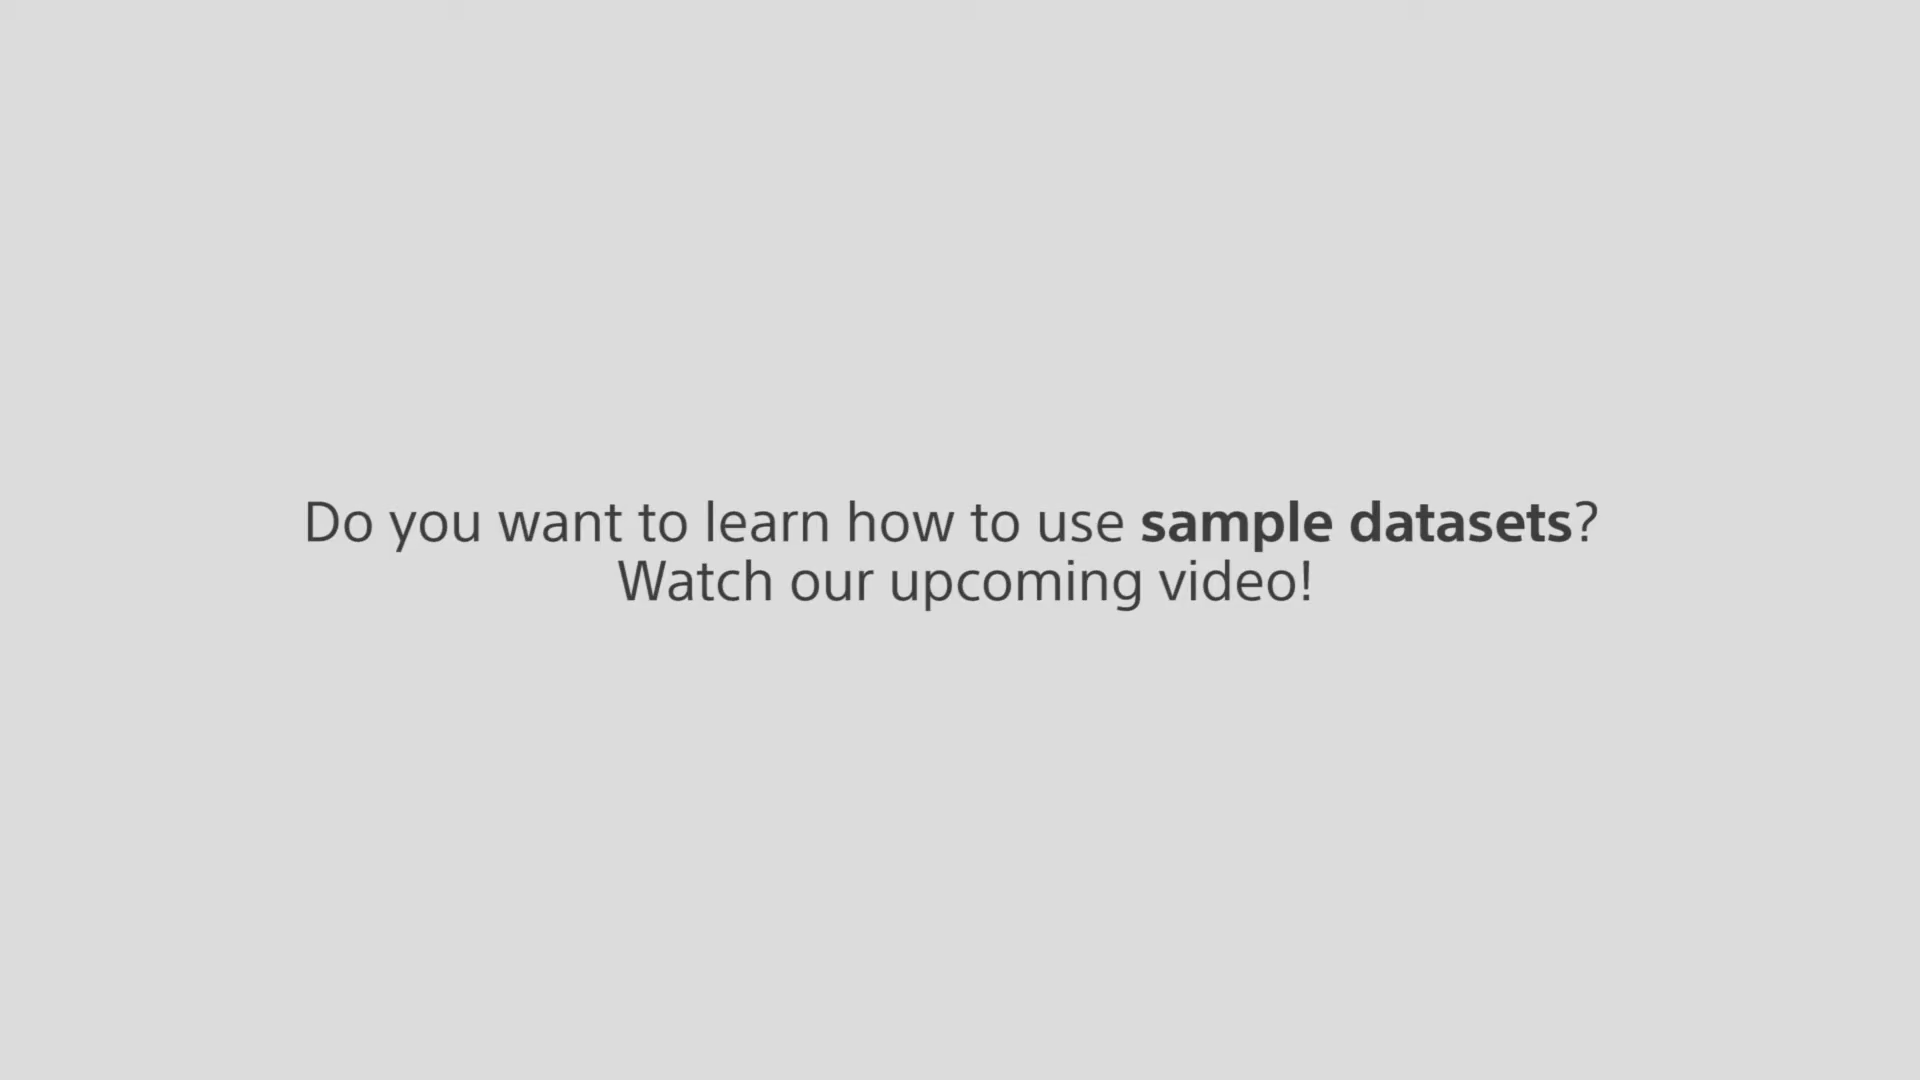 Do you want to learn how to use sample datasets?
Watch our upcoming video!